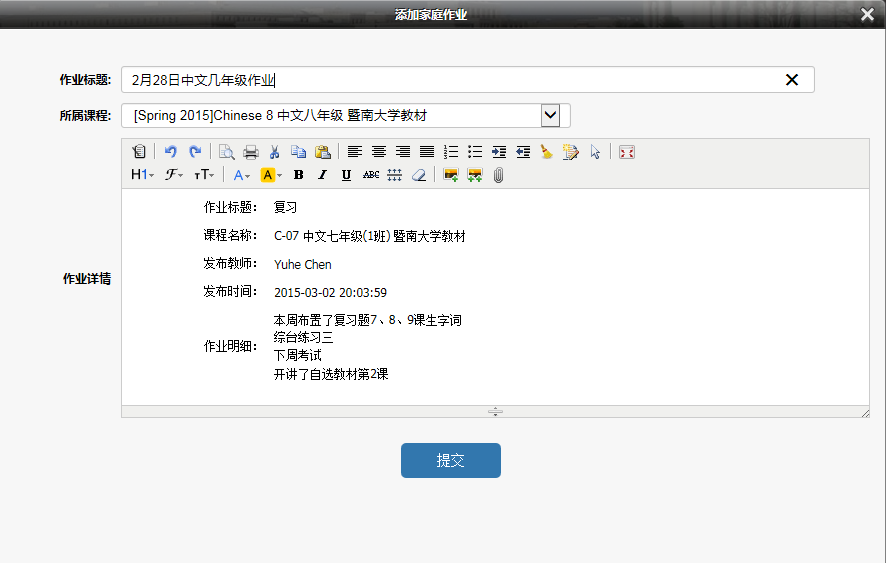 添加家庭作业
作业标题: 2月28日中文几年级作业
所属课程: [Spring 2015]Chinese 8 中文八年级 暨南大学教材
H1 F TT A A B I U ABC
作业详情
作业标题: 复习
课程名称: C-07 中文七年级(1班) 暨南大学教材
发布教师: Yuhe Chen
发布时间: 2015-03-02 20:03:59
作业明细:
本周布置了复习题7、8、9课生字词
综合练习三
下周考试
开讲了自选教材第2课
提交